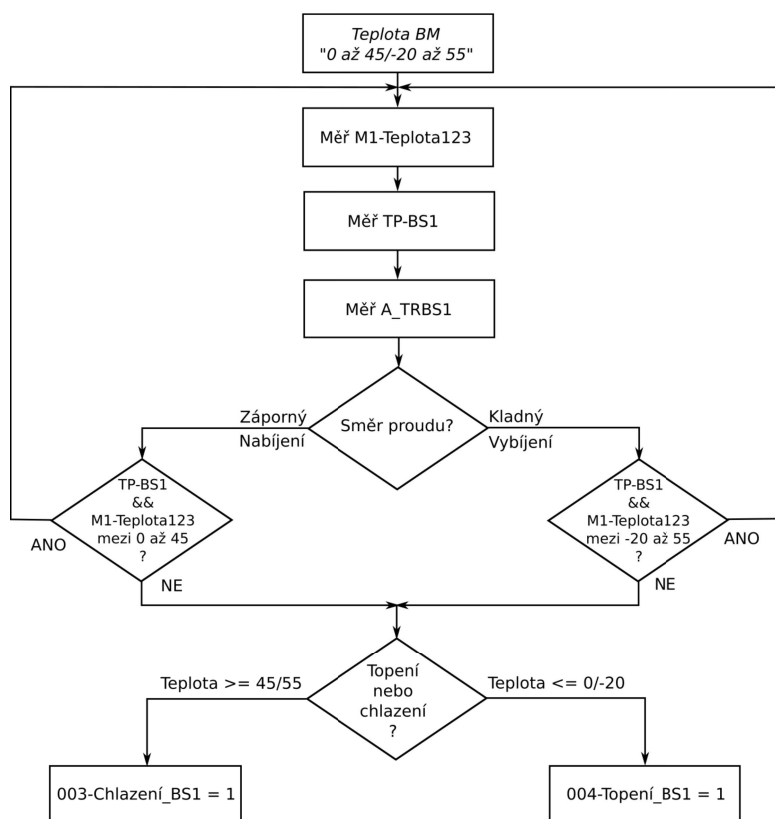 Teplota BM
"0 až 45/-20 až 55"
Měř M1-Teplota123
Měř TP-BS1
Měř A_TRBS1
Směr proudu?
Záporný
Nabíjení
Kladný
Vybíjení
TP-BS1
&&
M1-Teplota123
mezi 0 až 45
?
ANO
NE
TP-BS1
&&
M1-Teplota123
mezi -20 až 55
?
ANO
NE
Topení
nebo
chlazení
?
Teplota >= 45/55
Teplota <= 0/-20
003-Chlazení_BS1 = 1
004-Topení_BS1 = 1